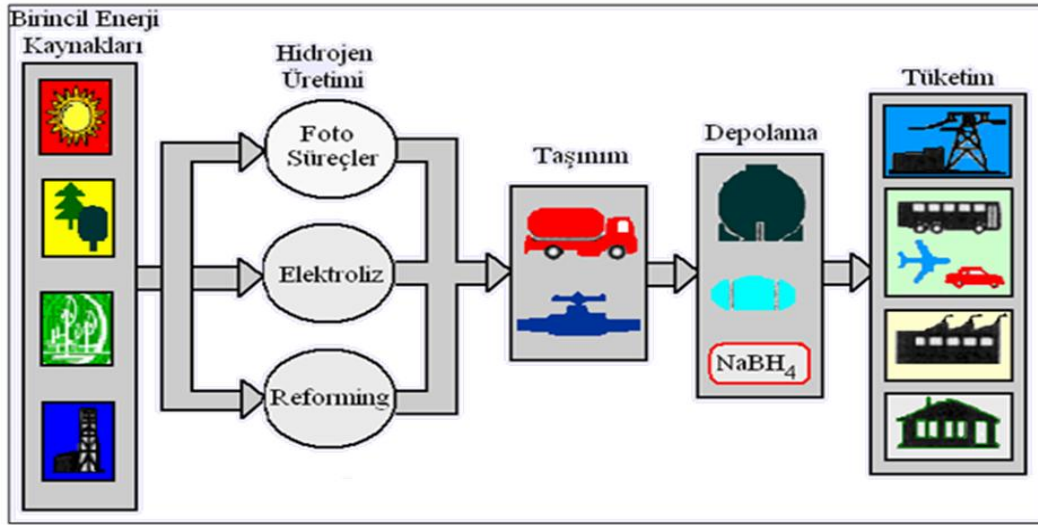 Birincil Enerji
Kaynakları
Hidrojen
Üretimi
Foto
Süreçler
Elektroliz
Reforming
Taşınım
Depolama
NaBH₄
Tüketim